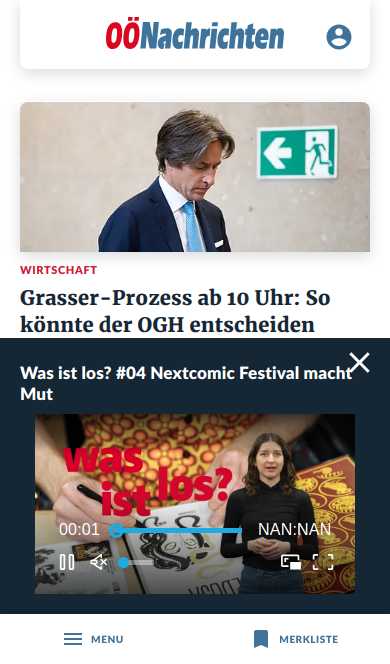 OÖNachrichten
WIRTSCHAFT
Grasser-Prozess ab 10 Uhr: So
könnte der OGH entscheiden
Was ist los? #04 Nextcomic Festival macht
Mut
was
ist los?
00:01
NAN:NAN
MENU
MERKLISTE